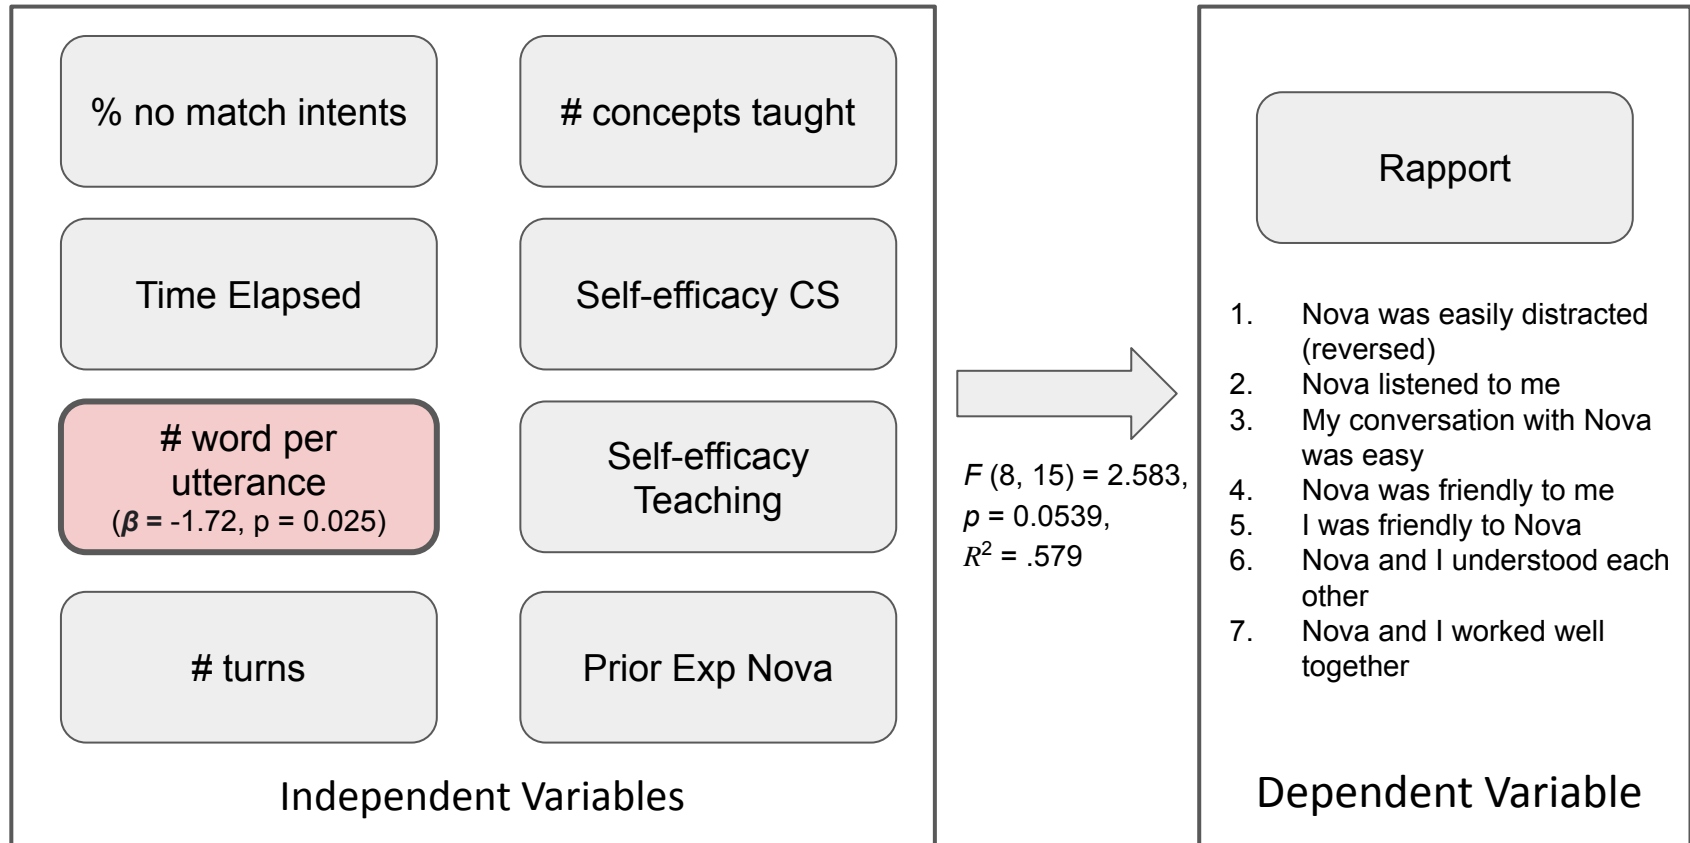 % no match intents
# concepts taught
Time Elapsed
Self-efficacy CS
# word per
utterance
(β = -1.72, p = 0.025)
Self-efficacy
Teaching
# turns
Prior Exp Nova
Independent Variables
F (8, 15) = 2.583,
p = 0.0539,
R² = .579
Rapport
1. Nova was easily distracted
(reversed)
2. Nova listened to me
3. My conversation with Nova
was easy
4. Nova was friendly to me
5. I was friendly to Nova
6. Nova and I understood each
other
7. Nova and I worked well
together
Dependent Variable